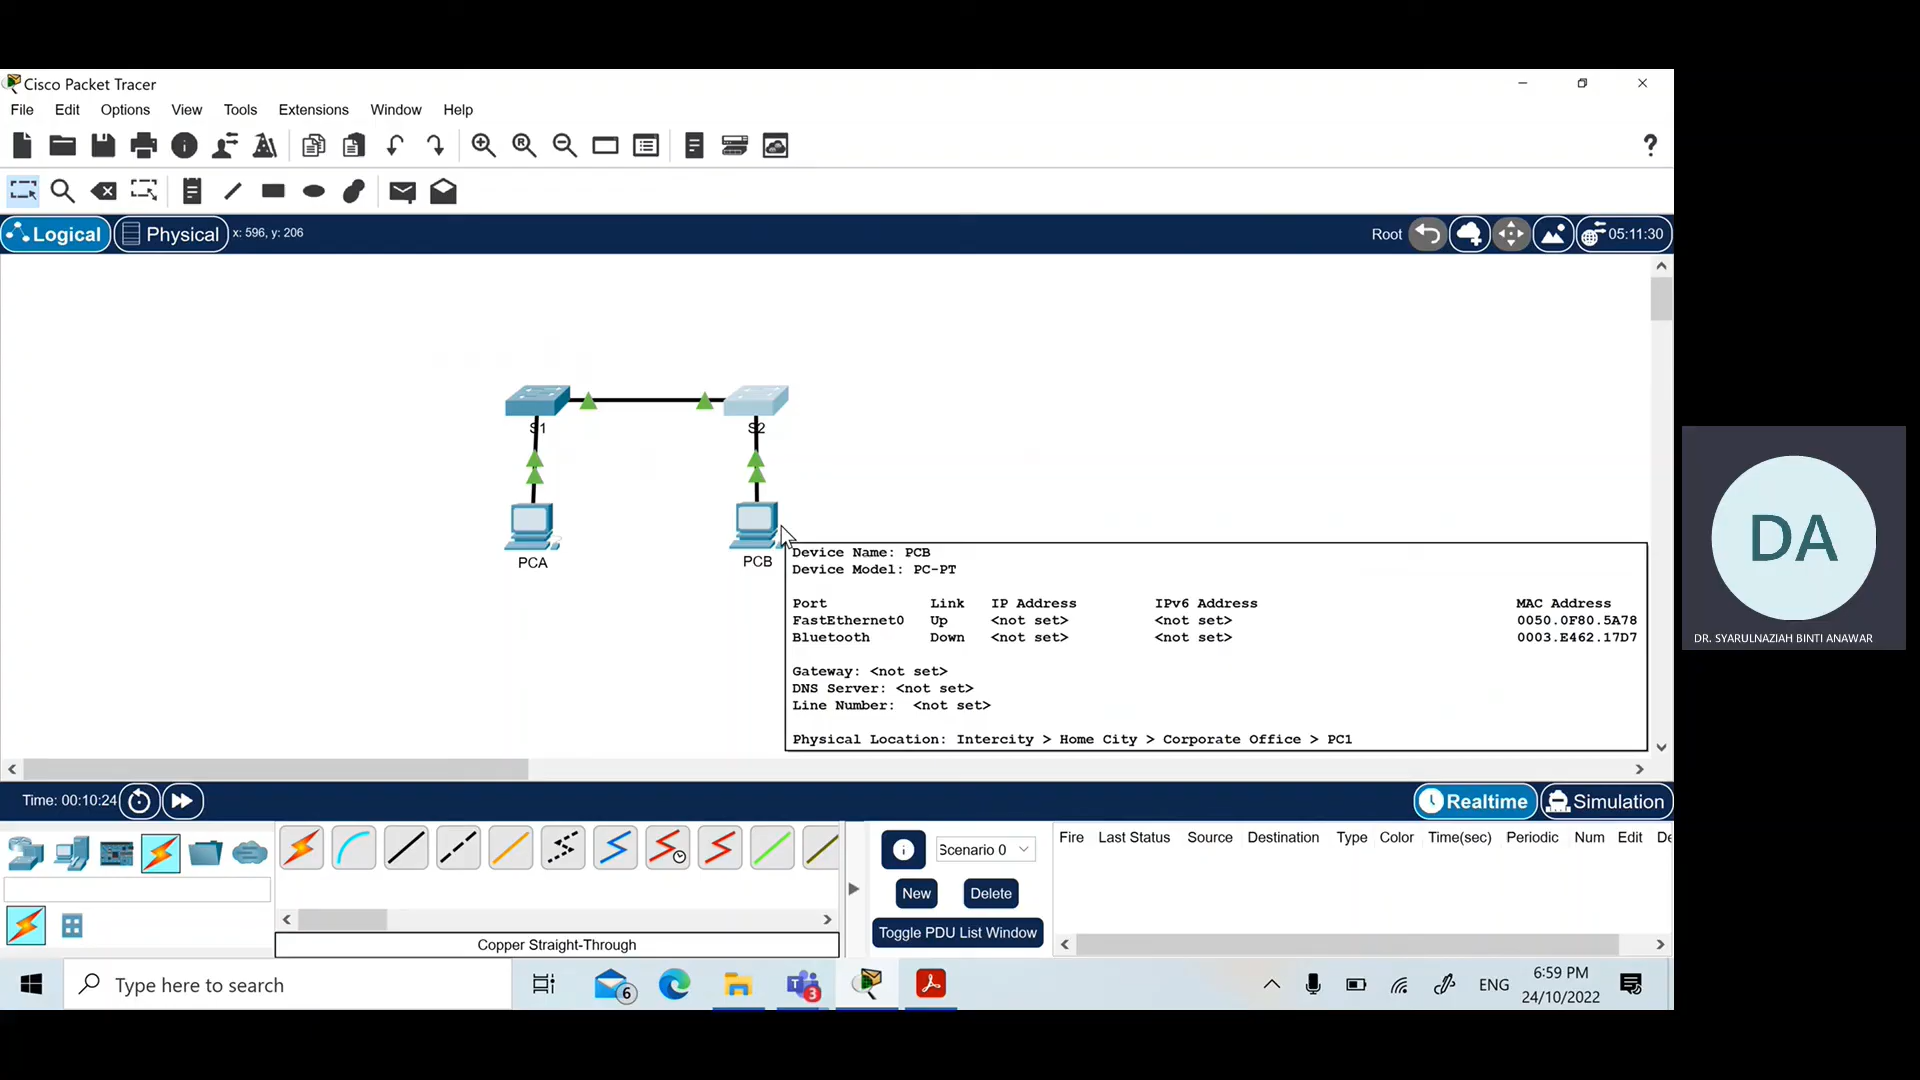 Cisco Packet Tracer
File Edit Options View Tools Extensions Window Help
Logical Physical x: 596, y: 206 Root 05:11:30
S1 S2
PCA PCB
Device Name: PCB
Device Model: PC-PT
Port Link IP Address IPv6 Address MAC Address
FastEthernet0 Up <not set> <not set> 0050.0F80.5A78
Bluetooth Down <not set> <not set> 0003.E462.17D7
Gateway: <not set>
DNS Server: <not set>
Line Number: <not set>
Physical Location: Intercity > Home City > Corporate Office > PC1
DA
DR. SYARULNAZIAH BINTI ANAWAR
Time: 00:10:24 Realtime Simulation
Scenario 0
New Delete
Toggle PDU List Window
Fire Last Status Source Destination Type Color Time(sec) Periodic Num Edit De
Copper Straight-Through
Type here to search
6
3
ENG
6:59 PM
24/10/2022